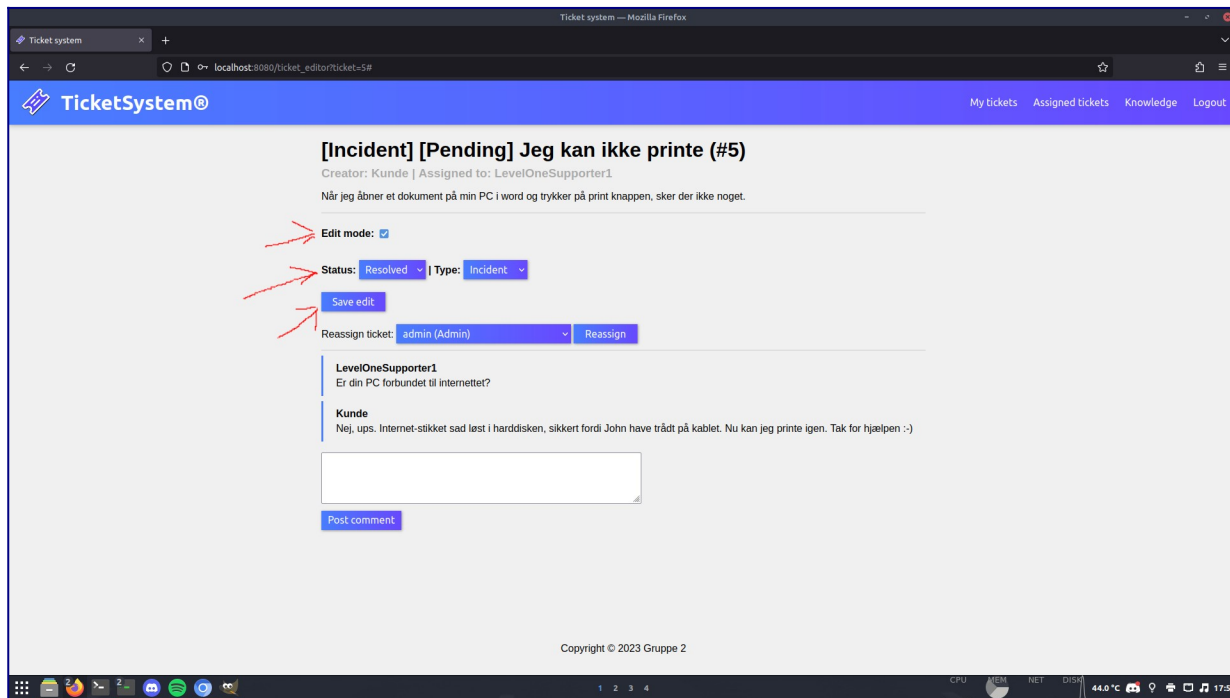 Ticket system — Mozilla Firefox
Ticket system
localhost:8080/ticket_editor?ticket=5#
TicketSystem®
My tickets Assigned tickets Knowledge Logout
[Incident] [Pending] Jeg kan ikke printe (#5)
Creator: Kunde | Assigned to: LevelOneSupporter1
Når jeg åbner et dokument på min PC i word og trykker på print knappen, sker der ikke noget.
Edit mode:
Status: Resolved | Type: Incident
Save edit
Reassign ticket: admin (Admin) Reassign
LevelOneSupporter1
Er din PC forbundet til internettet?
Kunde
Nej, ups. Internet-stikket sad løst i harddisken, sikkert fordi John have trådt på kablet. Nu kan jeg printe igen. Tak for hjælpen :-)
Post comment
Copyright © 2023 Gruppe 2
2 2 1 2 3 4 CPU MEM NET DISK 44.0°C